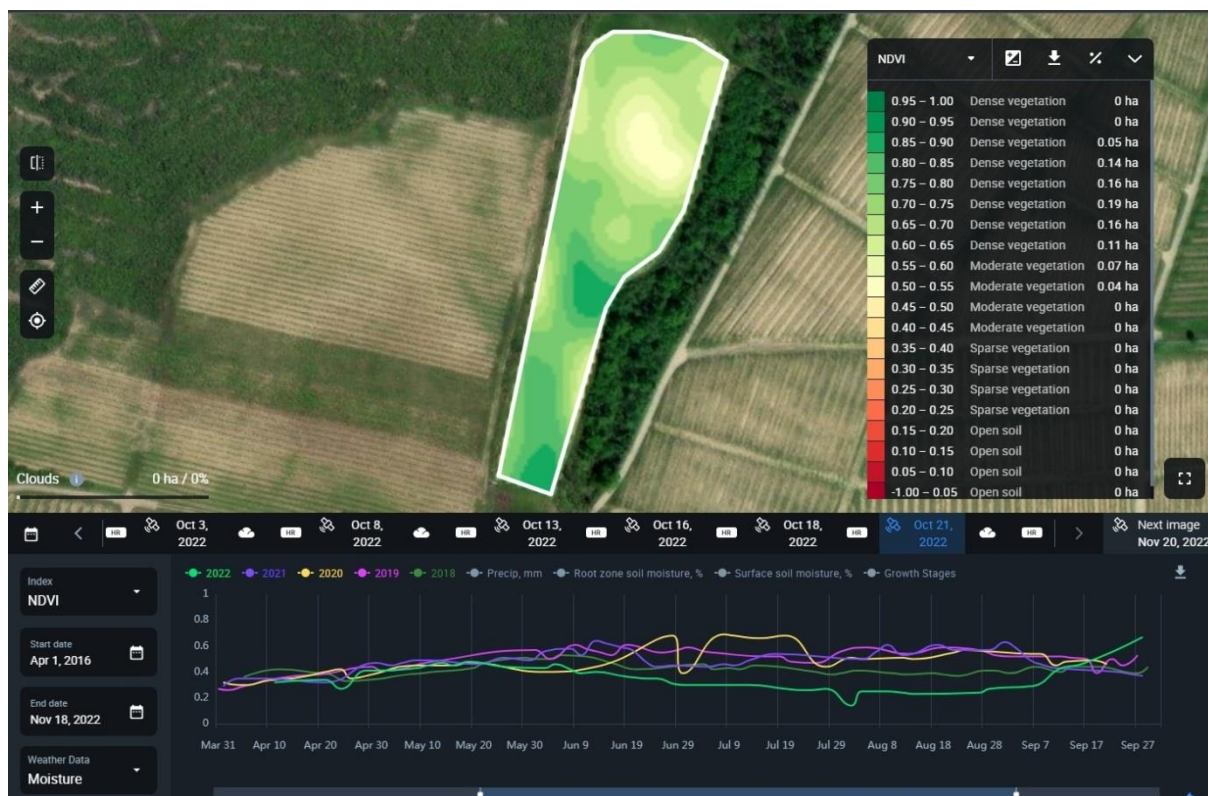 NDVI
0.95 – 1.00 Dense vegetation 0 ha
0.90 – 0.95 Dense vegetation 0 ha
0.85 – 0.90 Dense vegetation 0.05 ha
0.80 – 0.85 Dense vegetation 0.14 ha
0.75 – 0.80 Dense vegetation 0.16 ha
0.70 – 0.75 Dense vegetation 0.19 ha
0.65 – 0.70 Dense vegetation 0.16 ha
0.60 – 0.65 Dense vegetation 0.11 ha
0.55 – 0.60 Moderate vegetation 0.07 ha
0.50 – 0.55 Moderate vegetation 0.04 ha
0.45 – 0.50 Moderate vegetation 0 ha
0.40 – 0.45 Moderate vegetation 0 ha
0.35 – 0.40 Sparse vegetation 0 ha
0.30 – 0.35 Sparse vegetation 0 ha
0.25 – 0.30 Sparse vegetation 0 ha
0.20 – 0.25 Sparse vegetation 0 ha
0.15 – 0.20 Open soil 0 ha
0.10 – 0.15 Open soil 0 ha
0.05 – 0.10 Open soil 0 ha
-1.00 – 0.05 Open soil 0 ha
Clouds i 0 ha / 0%
HR Oct 3, 2022 HR Oct 8, 2022 HR Oct 13, 2022 HR Oct 16, 2022 HR Oct 18, 2022 HR Oct 21, 2022 HR Next image Nov 20, 2022
Index
NDVI
Start date
Apr 1, 2016
End date
Nov 18, 2022
Weather Data
Moisture
2022 2021 2020 2019 2018 Precip, mm Root zone soil moisture, % Surface soil moisture, % Growth Stages
1
0.8
0.6
0.4
0.2
0
Mar 31 Apr 10 Apr 20 Apr 30 May 10 May 20 May 30 Jun 9 Jun 19 Jun 29 Jul 9 Jul 19 Jul 29 Aug 8 Aug 18 Aug 28 Sep 7 Sep 17 Sep 27